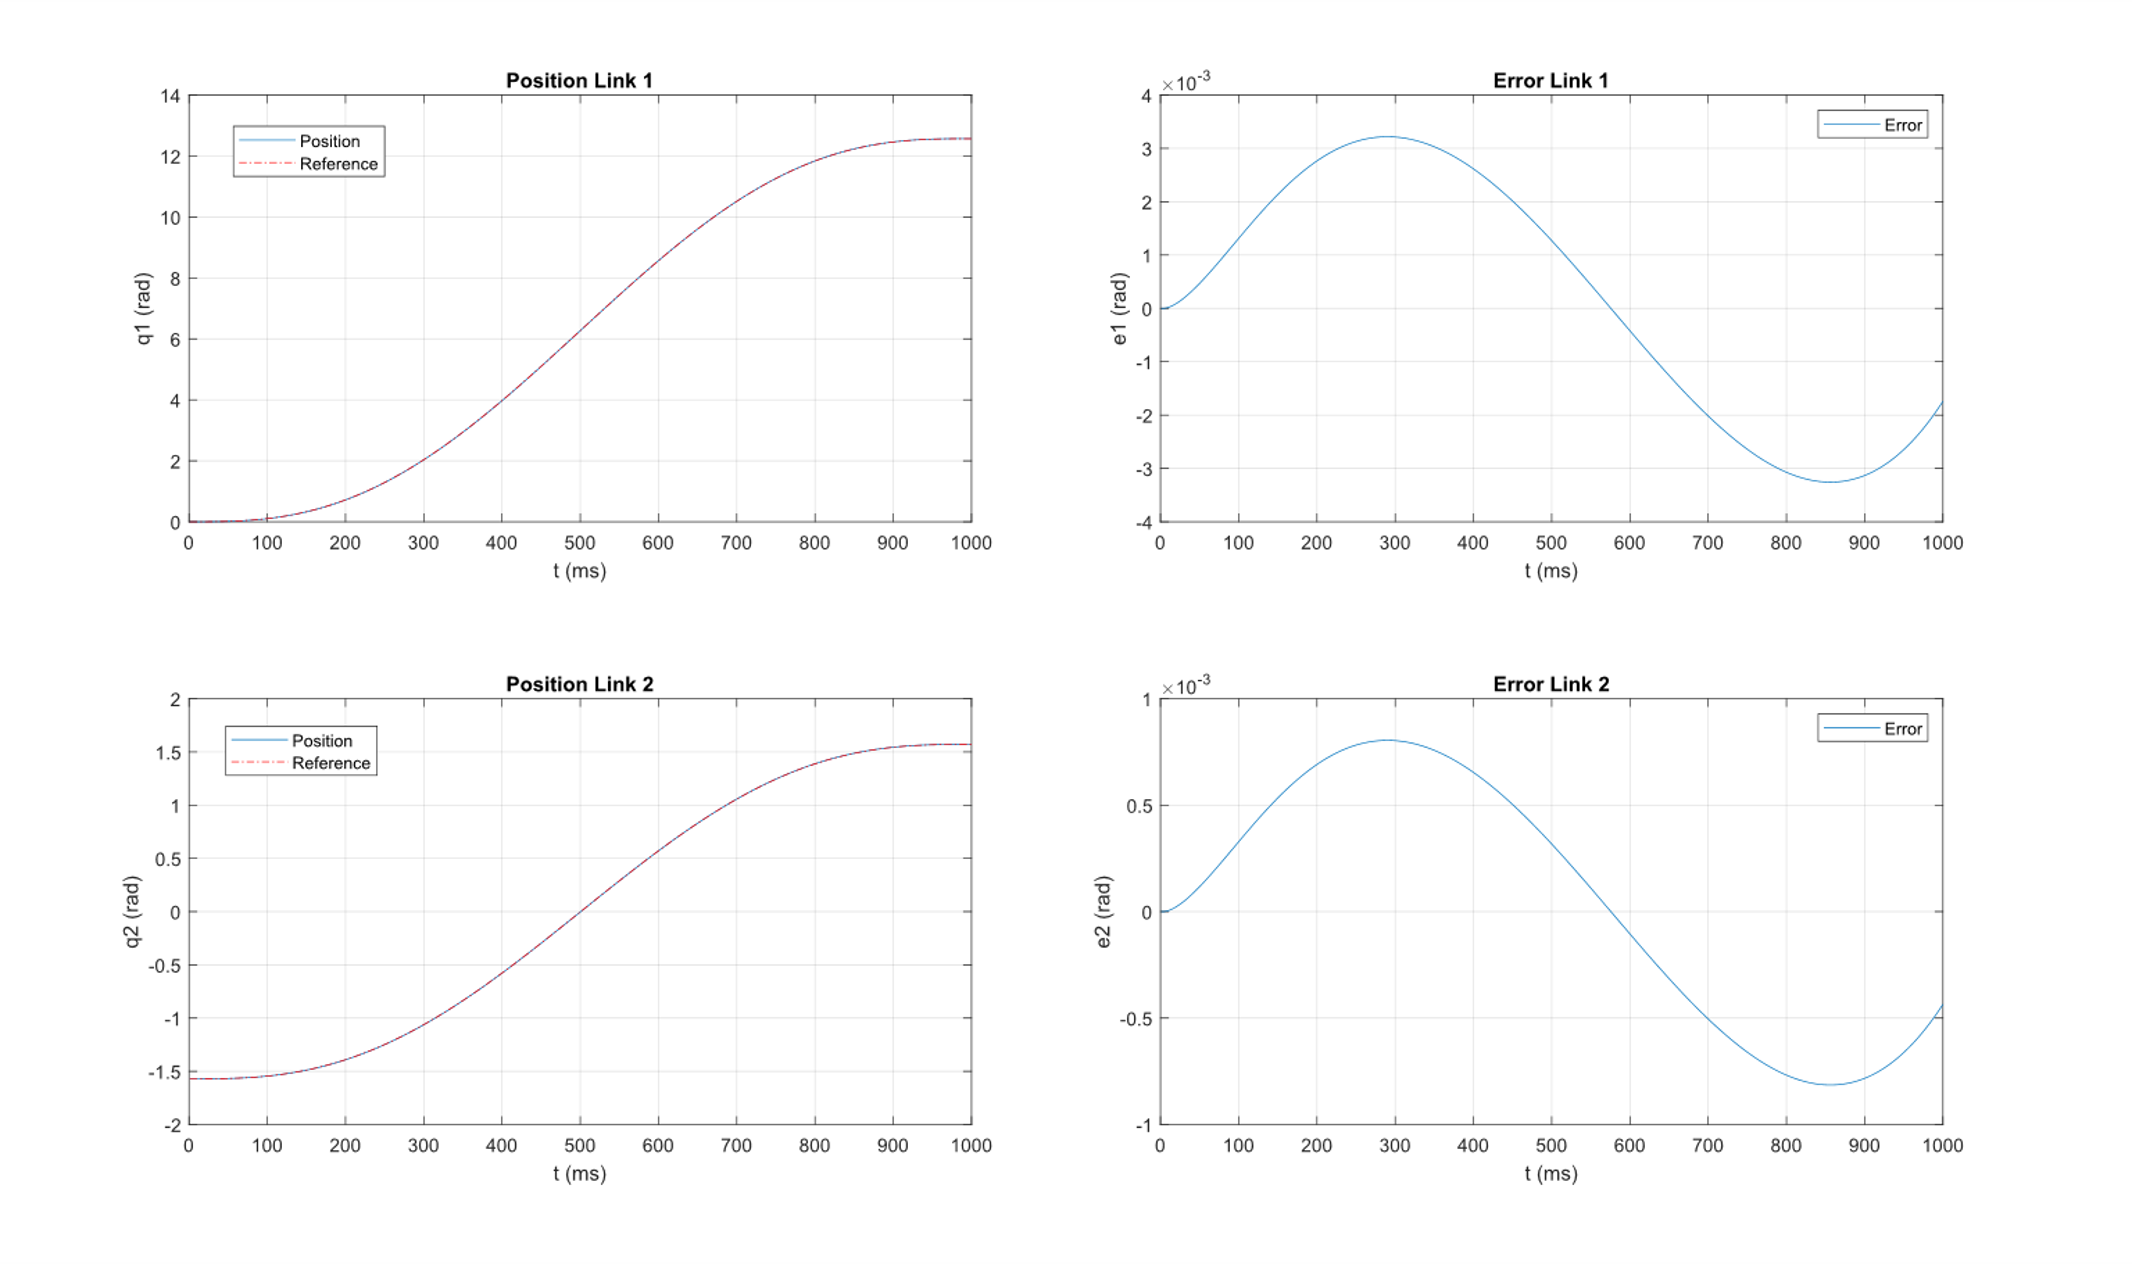 Position Link 1
14
12
10
8
6
4
2
0
q1 (rad)
Position
Reference
0 100 200 300 400 500 600 700 800 900 1000
t (ms)
Error Link 1
×10-3
4
3
2
1
0
-1
-2
-3
-4
e1 (rad)
Error
0 100 200 300 400 500 600 700 800 900 1000
t (ms)
Position Link 2
2
1.5
1
0.5
0
-0.5
-1
-1.5
-2
q2 (rad)
Position
Reference
0 100 200 300 400 500 600 700 800 900 1000
t (ms)
Error Link 2
×10-3
1
0.5
0
-0.5
-1
e2 (rad)
Error
0 100 200 300 400 500 600 700 800 900 1000
t (ms)